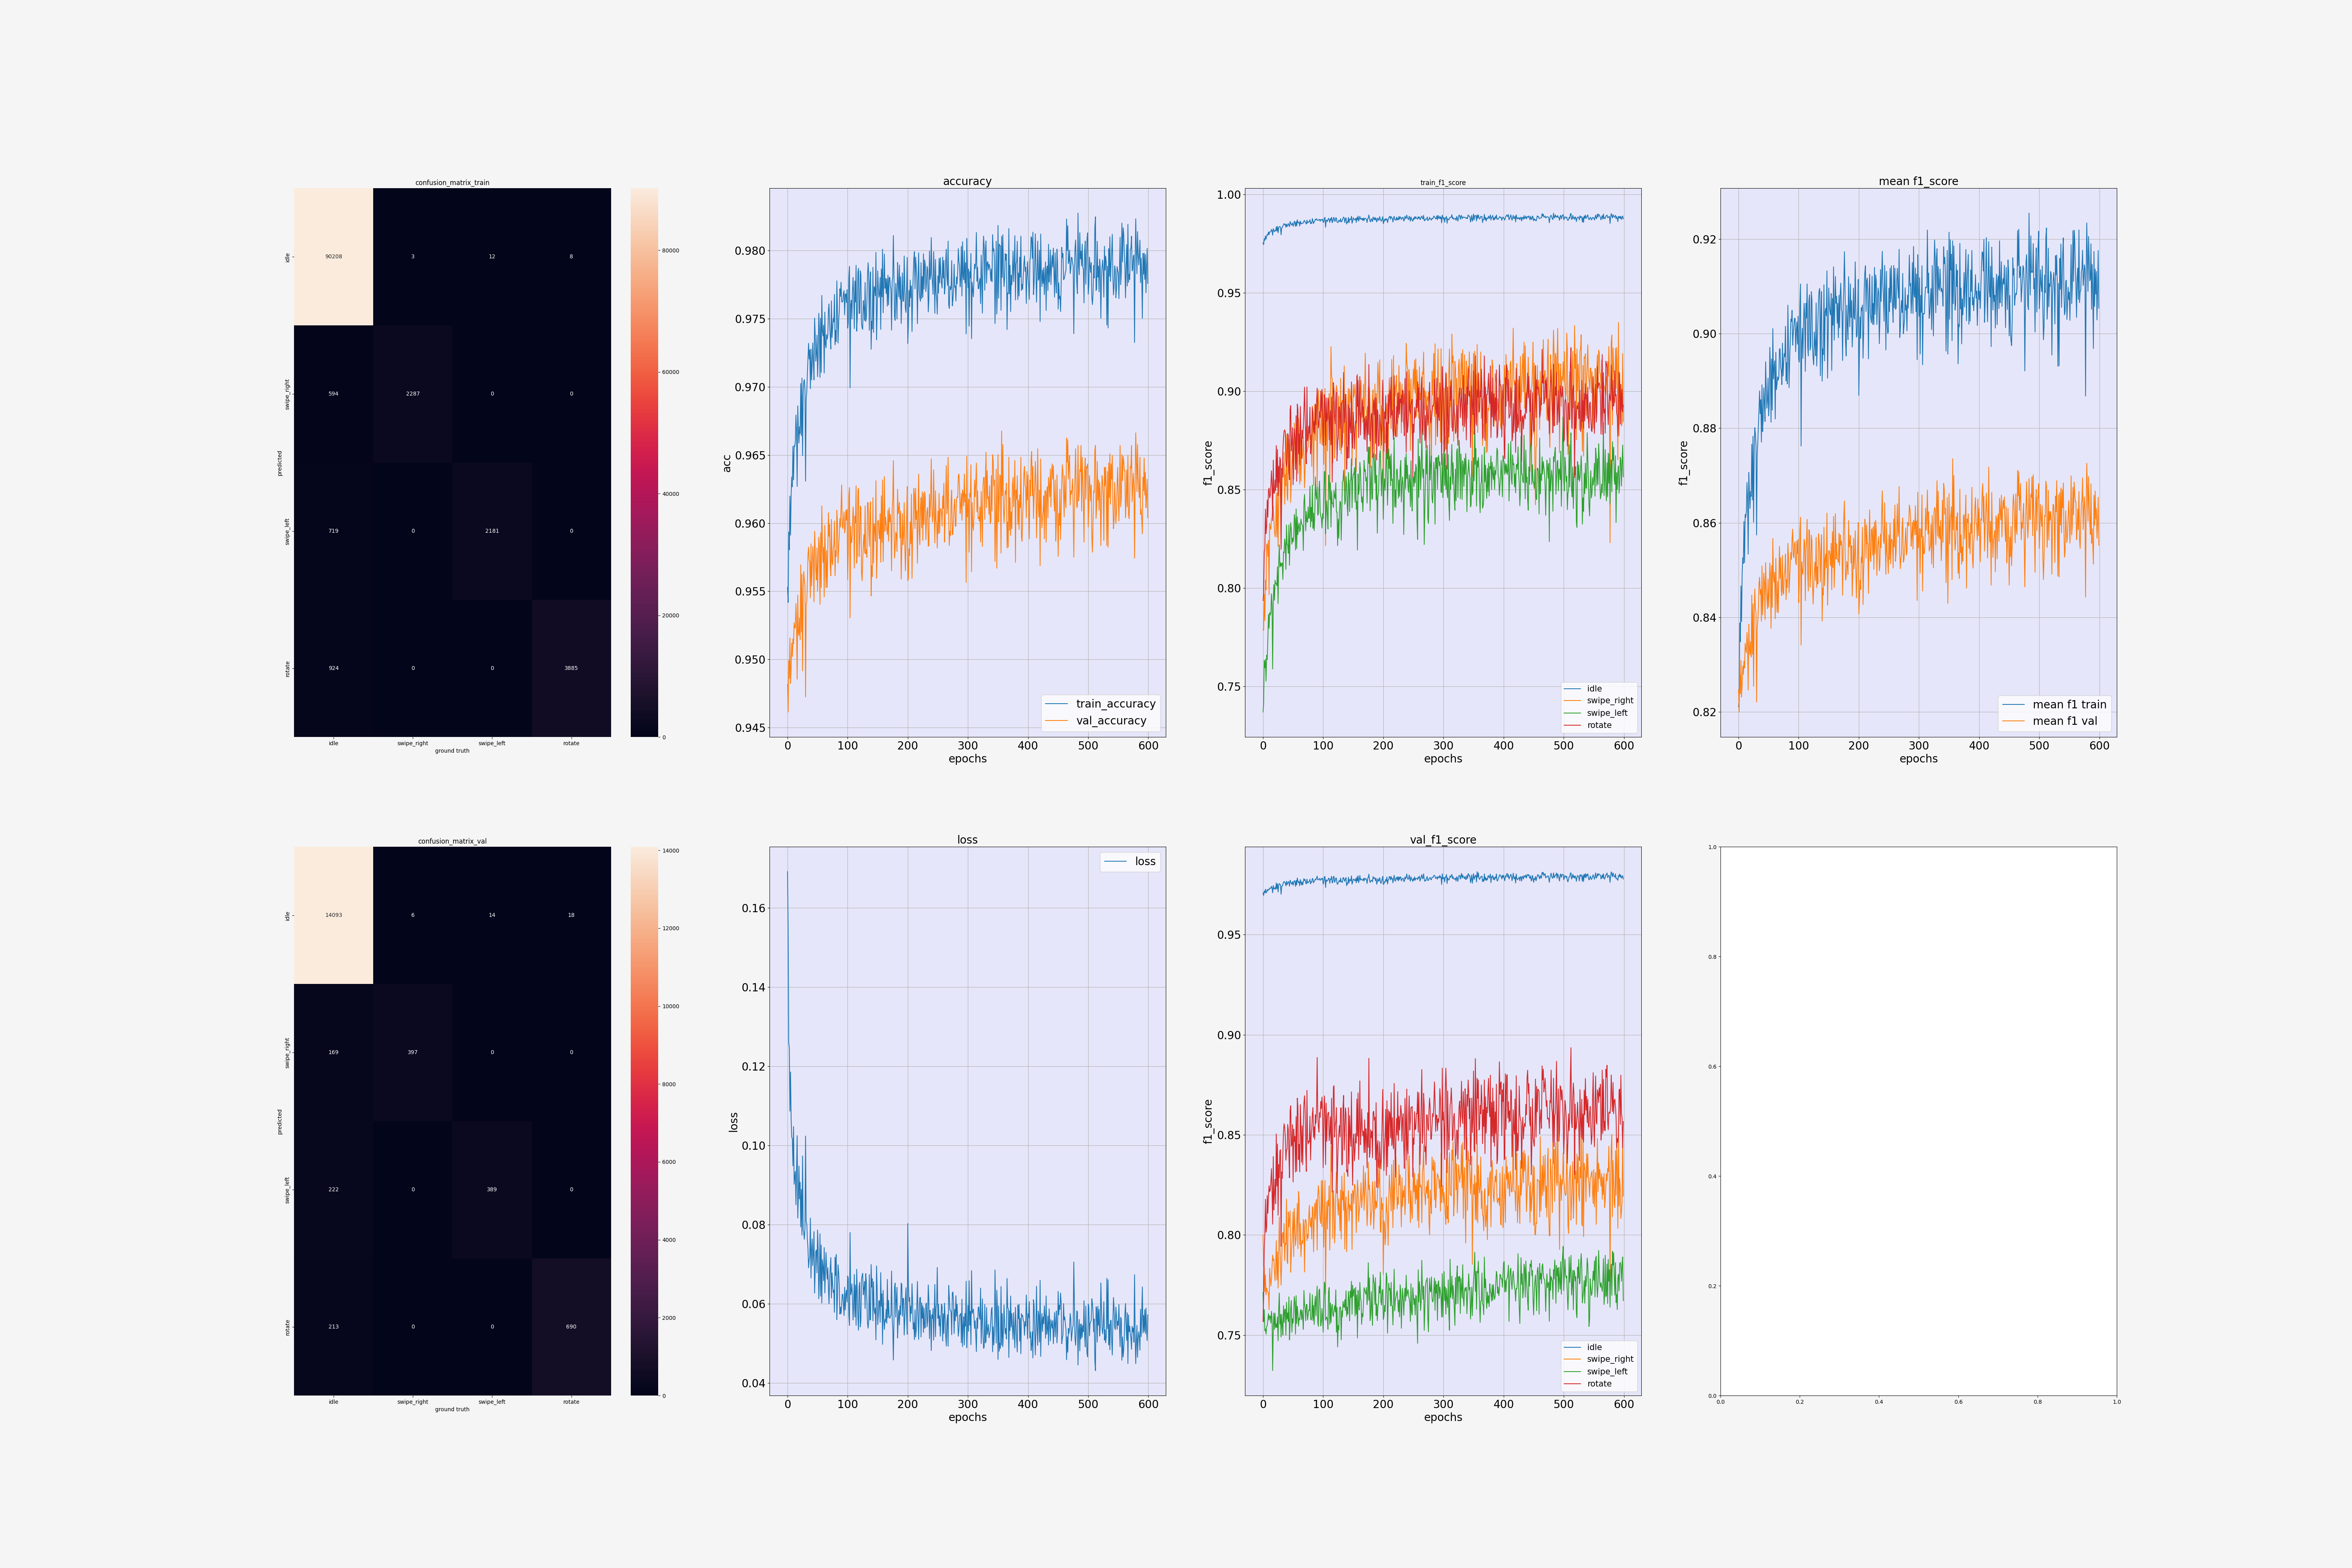 confusion_matrix_train
idle
swipe_right
swipe_left
rotate
predicted
90208 3 12 8
594 2287 0 0
719 0 2181 0
924 0 0 3885
idle swipe_right swipe_left rotate
ground truth
80000
60000
40000
20000
0
accuracy
acc
0.980
0.975
0.970
0.965
0.960
0.955
0.950
0.945
train_accuracy
val_accuracy
0 100 200 300 400 500 600
epochs
train_f1_score
f1_score
1.00
0.95
0.90
0.85
0.80
0.75
idle
swipe_right
swipe_left
rotate
0 100 200 300 400 500 600
epochs
mean f1_score
f1_score
0.92
0.90
0.88
0.86
0.84
0.82
mean f1 train
mean f1 val
0 100 200 300 400 500 600
epochs
confusion_matrix_val
idle
swipe_right
swipe_left
rotate
predicted
14093 6 14 18
169 397 0 0
222 0 389 0
213 0 0 690
idle swipe_right swipe_left rotate
ground truth
14000
12000
10000
8000
6000
4000
2000
0
loss
loss
loss
0.16
0.14
0.12
0.10
0.08
0.06
0.04
0 100 200 300 400 500 600
epochs
val_f1_score
f1_score
0.95
0.90
0.85
0.80
0.75
idle
swipe_right
swipe_left
rotate
0 100 200 300 400 500 600
epochs
1.0
0.8
0.6
0.4
0.2
0.0
0.0 0.2 0.4 0.6 0.8 1.0